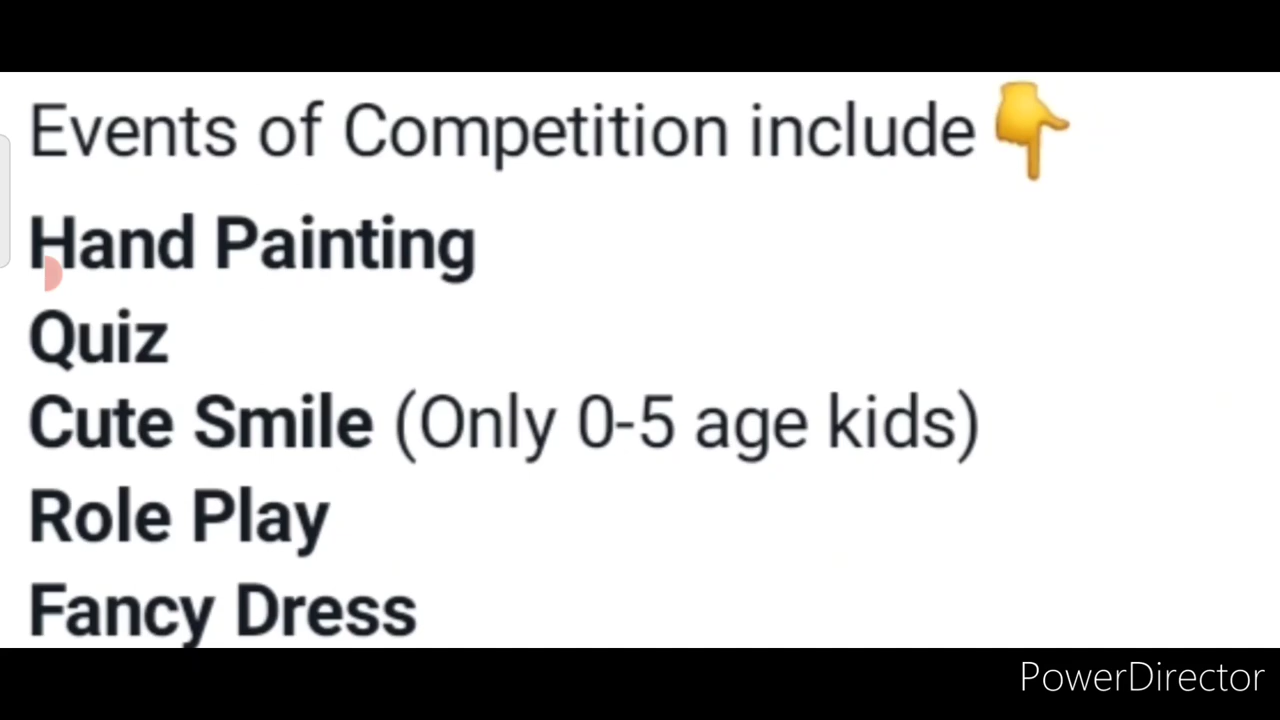 Events of Competition include👇
Hand Painting
Quiz
Cute Smile (Only 0-5 age kids)
Role Play
Fancy Dress
PowerDirector